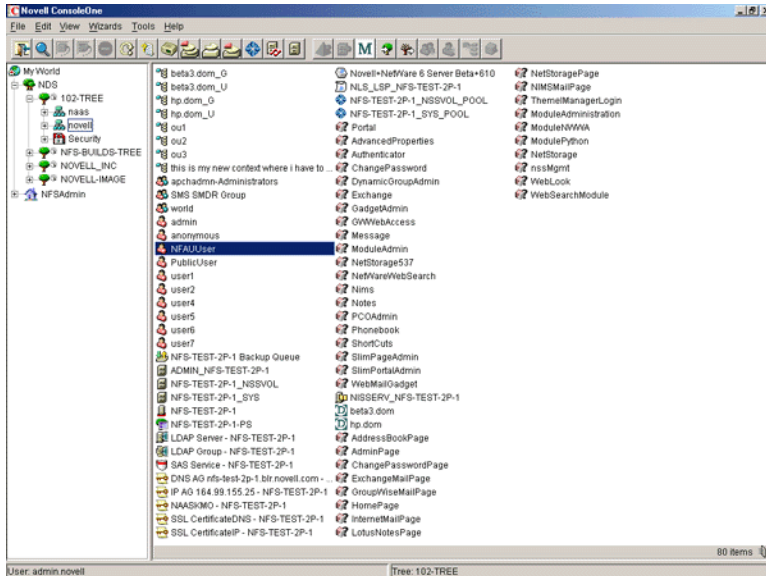 Novell ConsoleOne
File Edit View Wizards Tools Help
M
My World
NDS
102-TREE
naas
novell
Security
NFS-BUILDS-TREE
NOVELL_INC
NOVELL-IMAGE
NFSAdmin
beta3.dom_G
beta3.dom_U
hp.dom_G
hp.dom_U
ou1
ou2
ou3
this is my new context where i have to ...
apchadmn-Administrators
SMS SMDR Group
world
admin
anonymous
NFAUUser
PublicUser
user1
user2
user4
user5
user6
user7
NFS-TEST-2P-1 Backup Queue
ADMIN_NFS-TEST-2P-1
NFS-TEST-2P-1_NSSVOL
NFS-TEST-2P-1_SYS
NFS-TEST-2P-1
NFS-TEST-2P-1-PS
LDAP Server - NFS-TEST-2P-1
LDAP Group - NFS-TEST-2P-1
SAS Service - NFS-TEST-2P-1
DNS AG nfs-test-2p-1.blr.novell.com - ...
IP AG 164.99.155.25 - NFS-TEST-2P-1
NAASKMO - NFS-TEST-2P-1
SSL CertificateDNS - NFS-TEST-2P-1
SSL CertificateIP - NFS-TEST-2P-1
Novell+NetWare 6 Server Beta+610
NLS_LSP_NFS-TEST-2P-1
NFS-TEST-2P-1_NSSVOL_POOL
NFS-TEST-2P-1_SYS_POOL
Portal
AdvancedProperties
Authenticator
ChangePassword
DynamicGroupAdmin
Exchange
GadgetAdmin
GWWebAccess
Message
ModuleAdmin
NetStorage537
NetWareWebSearch
Nims
Notes
PCOAdmin
Phonebook
ShortCuts
SlimPageAdmin
SlimPortalAdmin
WebMailGadget
NISSERV_NFS-TEST-2P-1
beta3.dom
hp.dom
AddressBookPage
AdminPage
ChangePasswordPage
ExchangeMailPage
GroupWiseMailPage
HomePage
InternetMailPage
LotusNotesPage
NetStoragePage
NIMSMailPage
ThemeManagerLogin
ModuleAdministration
ModuleNWWA
ModulePython
NetStorage
nssMgmt
WebLook
WebSearchModule
80 items
User: admin.novell
Tree: 102-TREE